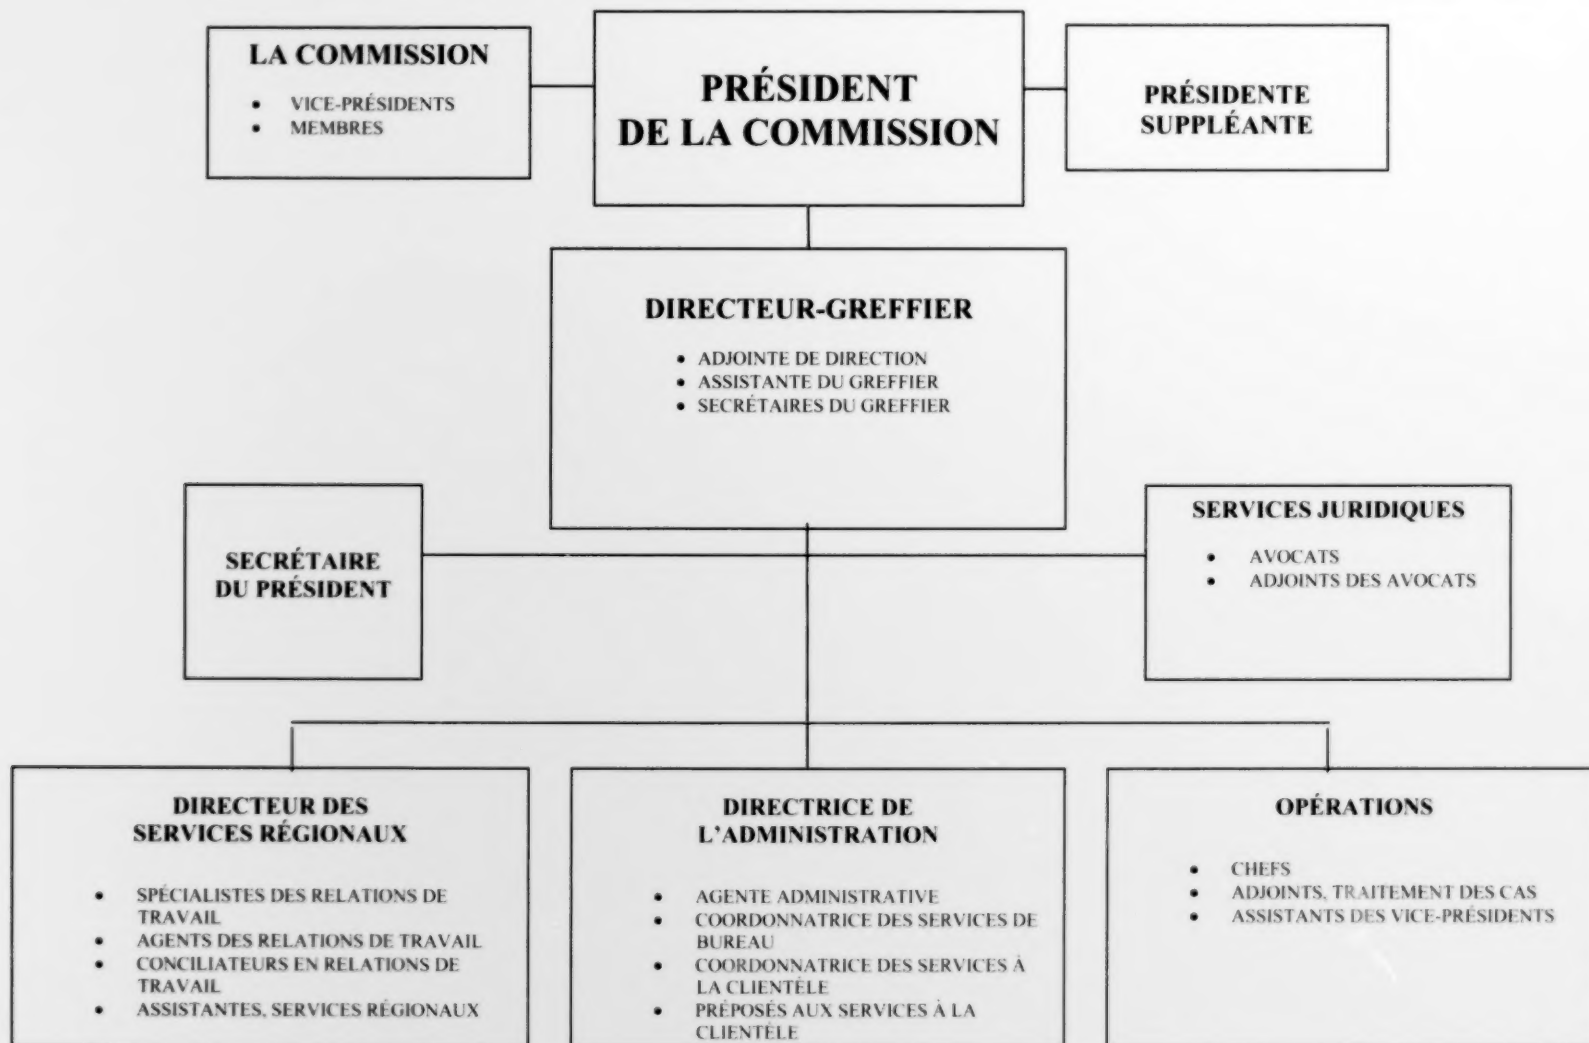 LA COMMISSION
• VICE-PRÉSIDENTS
• MEMBRES
PRÉSIDENT
DE LA COMMISSION
PRÉSIDENTE
SUPPLÉANTE
DIRECTEUR-GREFFIER
• ADJOINTE DE DIRECTION
• ASSISTANTE DU GREFFIER
• SECRÉTAIRES DU GREFFIER
SECRÉTAIRE
DU PRÉSIDENT
SERVICES JURIDIQUES
• AVOCATS
• ADJOINTS DES AVOCATS
DIRECTEUR DES
SERVICES RÉGIONAUX
• SPÉCIALISTES DES RELATIONS DE
TRAVAIL
• AGENTS DES RELATIONS DE TRAVAIL
• CONCILIATEURS EN RELATIONS DE
TRAVAIL
• ASSISTANTES, SERVICES RÉGIONAUX
DIRECTRICE DE
L'ADMINISTRATION
• AGENTE ADMINISTRATIVE
• COORDONNATRICE DES SERVICES DE
BUREAU
• COORDONNATRICE DES SERVICES À
LA CLIENTÈLE
• PRÉPOSÉS AUX SERVICES À LA
CLIENTÈLE
OPÉRATIONS
• CHEFS
• ADJOINTS, TRAITEMENT DES CAS
• ASSISTANTS DES VICE-PRÉSIDENTS